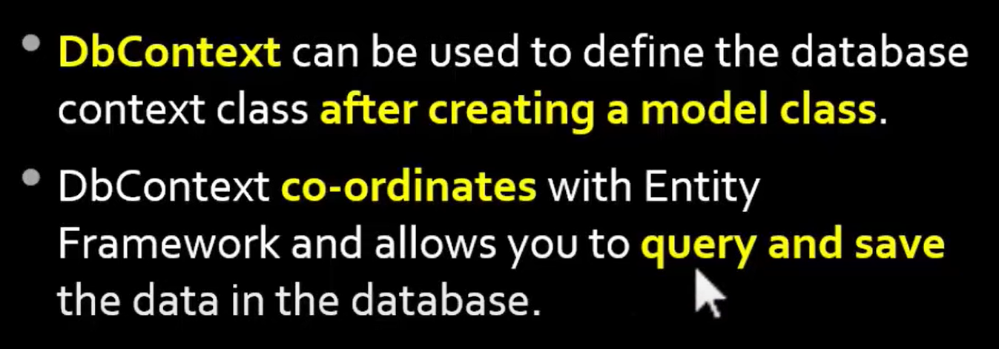 • DbContext can be used to define the database
context class after creating a model class.
• DbContext co-ordinates with Entity
Framework and allows you to query and save
the data in the database.